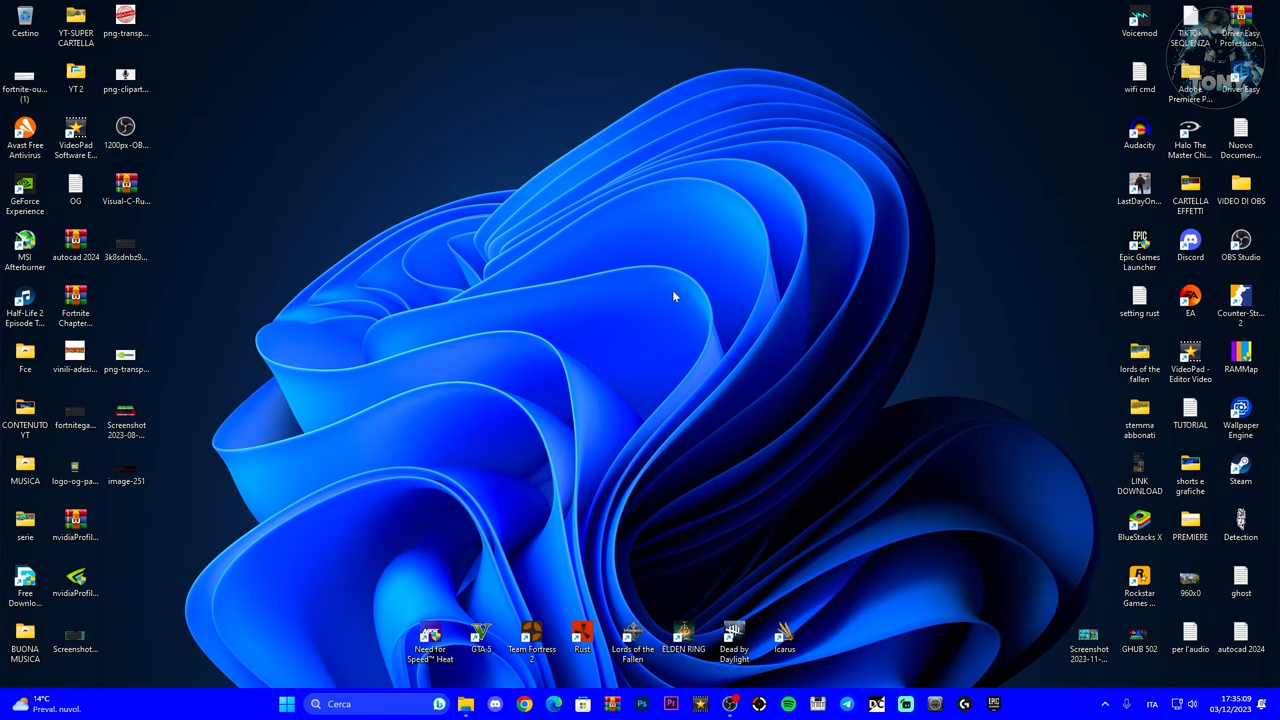 Cestino
YT-SUPER
CARTELLA
png-transp...
fortnite-ou...
(1)
YT 2
png-clipart...
Avast Free
Antivirus
VideoPad
Software E...
1200px-OB...
GeForce
Experience
OG
Visual-C-Ru...
MSI
Afterburner
autocad 2024
3k8sdnbz9...
Half-Life 2
Episode T...
Fortnite
Chapter...
Fce
vinili-adesi...
png-transp...
CONTENUTO
YT
fortnitega...
Screenshot
2023-08-...
MUSICA
logo-og-pa...
image-251
serie
nvidiaProfil...
Free
Downlo...
nvidiaProfil...
BUONA
MUSICA
Screenshot...
Need for
Speed™ Heat
GTA 5
Team Fortress
2
Rust
Lords of the
Fallen
ELDEN RING
Dead by
Daylight
Icarus
Voicemod
TIKTOK
SEQUENZA
Driver Easy
Profession...
wifi cmd
Adobe
Premiere P...
Driver Easy
TONY
Audacity
Halo The
Master Chi...
Nuovo
Documen...
LastDayOn...
CARTELLA
EFFETTI
VIDEO DI OBS
EPIC
GAMES
Epic Games
Launcher
Discord
OBS Studio
setting rust
EA
Counter-Str...
2
lords of the
fallen
VideoPad -
Editor Video
RAMMap
stemma
abbonati
TUTORIAL
Wallpaper
Engine
LINK
DOWNLOAD
shorts e
grafiche
Steam
BlueStacks X
PREMIERE
Detection
Rockstar
Games ...
960x0
ghost
Screenshot
2023-11-...
GHUB 502
per l'audio
autocad 2024
14°C
Preval. nuvol.
Cerca
Ps
Pr
ITA
17:35:09
03/12/2023